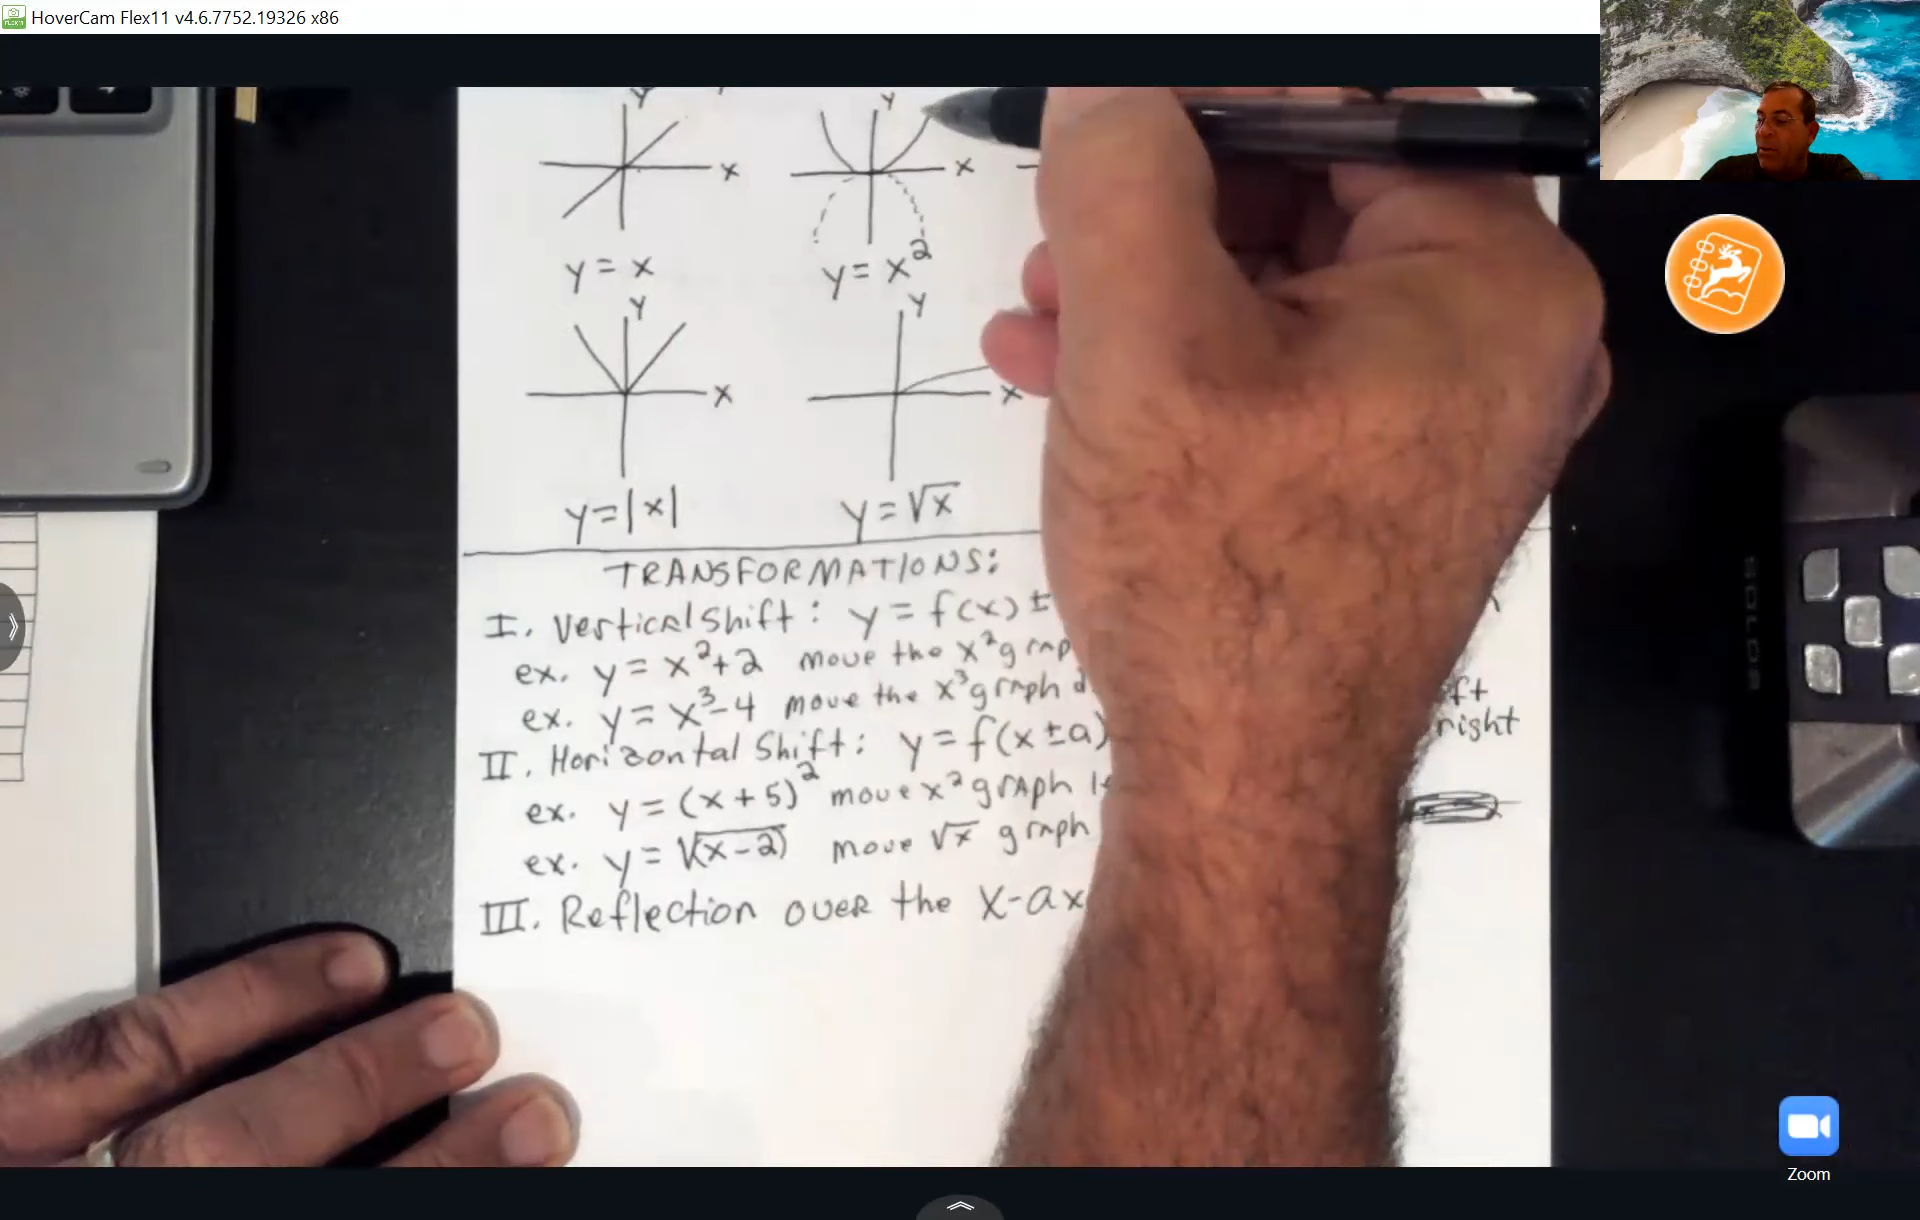 HoverCam Flex11 v4.6.7752.19326 x86
y
y
x
x
y = x
y = x²
y
y
x
x
y = |x|
y = √x
TRANSFORMATIONS:
I. Vertical Shift: y = f(x) ±
ex. y = x² + 2 move the x² grap
ex. y = x³ - 4 move the x³ graph d
ft
right
II. Horizontal Shift: y = f(x ± a)
ex. y = (x + 5)² move x² graph l
ex. y = √(x - 2) move √x graph
III. Reflection over the x-ax
SOLO8
Zoom